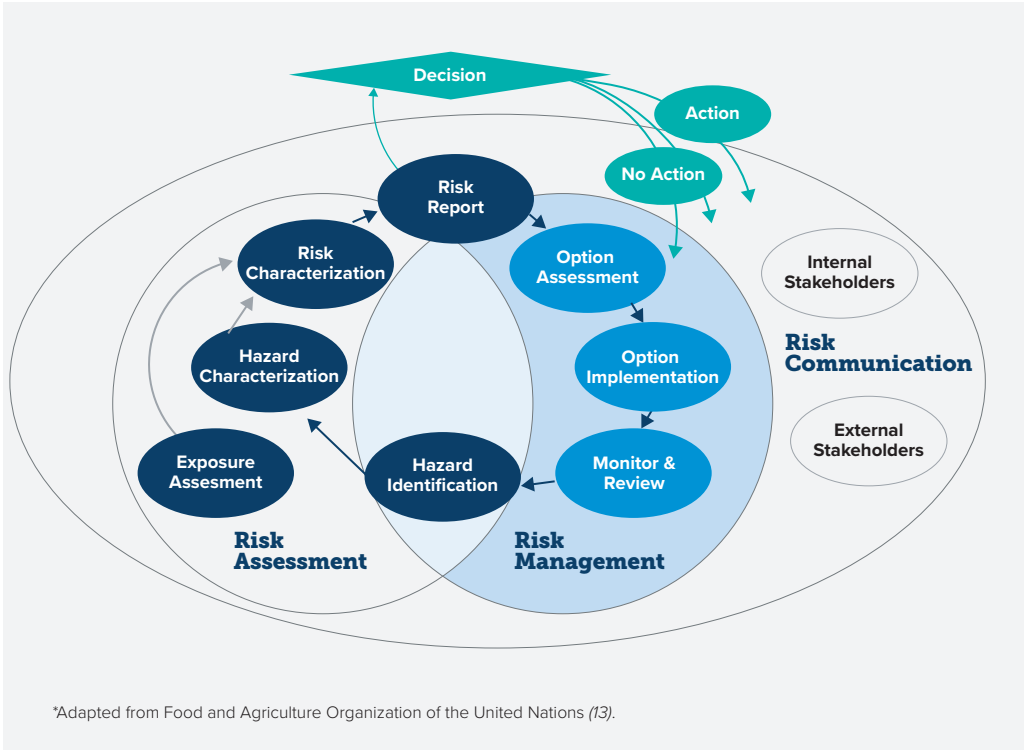 Decision
Action
No Action
Risk
Report
Risk
Characterization
Option
Assessment
Internal
Stakeholders
Risk
Communication
Hazard
Characterization
Option
Implementation
External
Stakeholders
Exposure
Assesment
Hazard
Identification
Monitor &
Review
Risk
Assessment
Risk
Management
*Adapted from Food and Agriculture Organization of the United Nations (13).